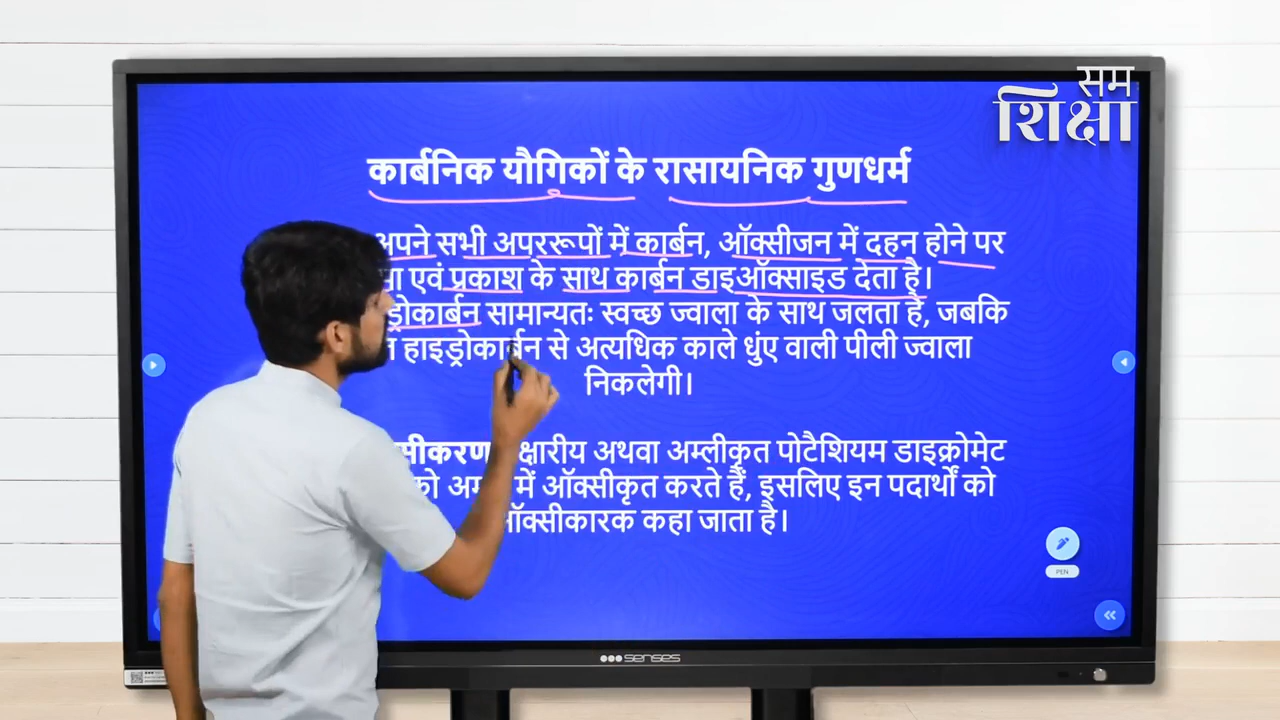 सम
शिक्षा
कार्बनिक यौगिकों के रासायनिक गुणधर्म
अपने सभी अपररूपों में कार्बन, ऑक्सीजन में दहन होने पर
एवं प्रकाश के साथ कार्बन डाइऑक्साइड देता है।
सामान्यतः स्वच्छ ज्वाला के साथ जलता है, जबकि
हाइड्रोकार्बन से अत्यधिक काले धुंए वाली पीली ज्वाला
निकलेगी।
क्षारीय अथवा अम्लीकृत पोटैशियम डाइक्रोमेट
को में ऑक्सीकृत करते हैं, इसलिए इन पदार्थों को
ऑक्सीकारक कहा जाता है।
PEN
senses